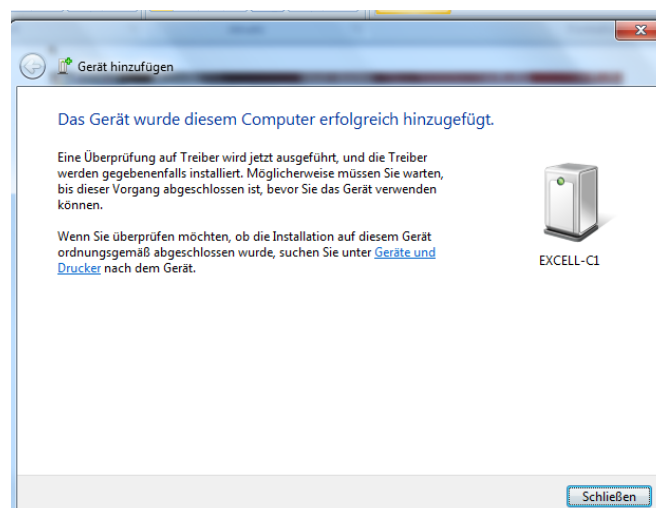 Gerät hinzufügen
Das Gerät wurde diesem Computer erfolgreich hinzugefügt.
Eine Überprüfung auf Treiber wird jetzt ausgeführt, und die Treiber
werden gegebenenfalls installiert. Möglicherweise müssen Sie warten,
bis dieser Vorgang abgeschlossen ist, bevor Sie das Gerät verwenden
können.
Wenn Sie überprüfen möchten, ob die Installation auf diesem Gerät
ordnungsgemäß abgeschlossen wurde, suchen Sie unter Geräte und
Drucker nach dem Gerät.
EXCELL-C1
Schließen